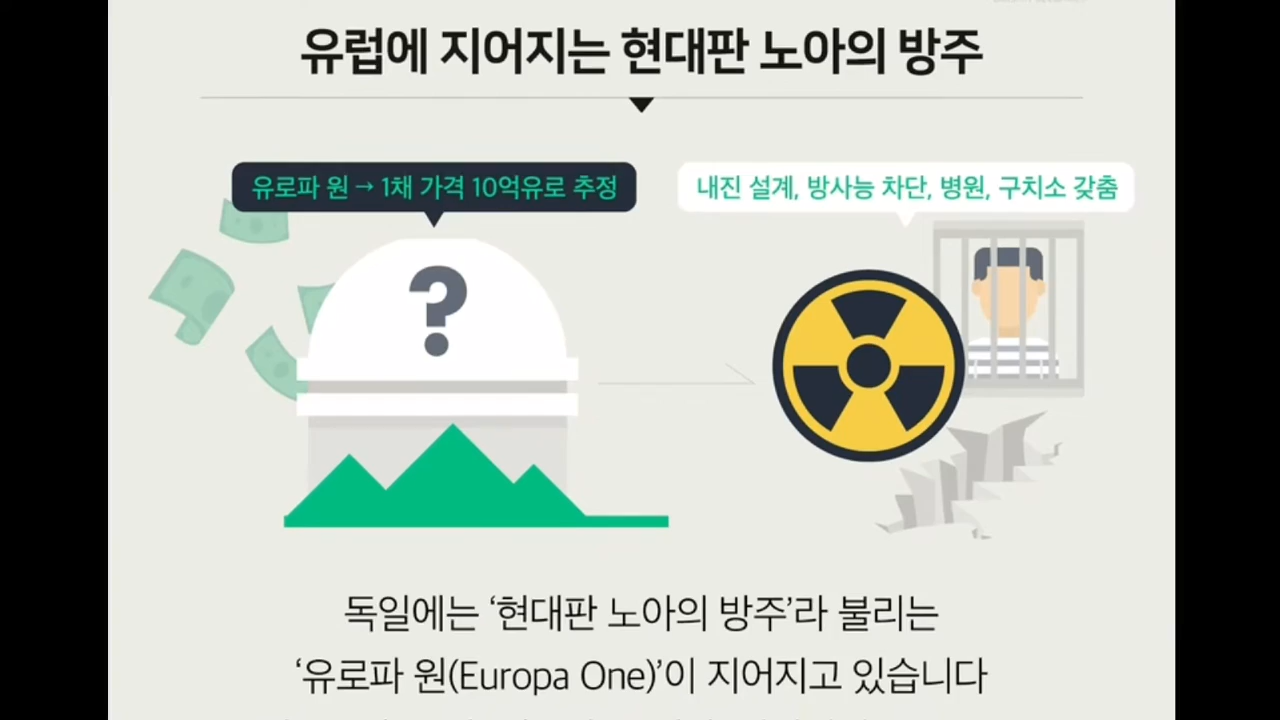 유럽에 지어지는 현대판 노아의 방주
유로파 원 → 1채 가격 10억유로 추정
내진 설계, 방사능 차단, 병원, 구치소 갖춤
?
독일에는 ‘현대판 노아의 방주’라 불리는
‘유로파 원(Europa One)’이 지어지고 있습니다